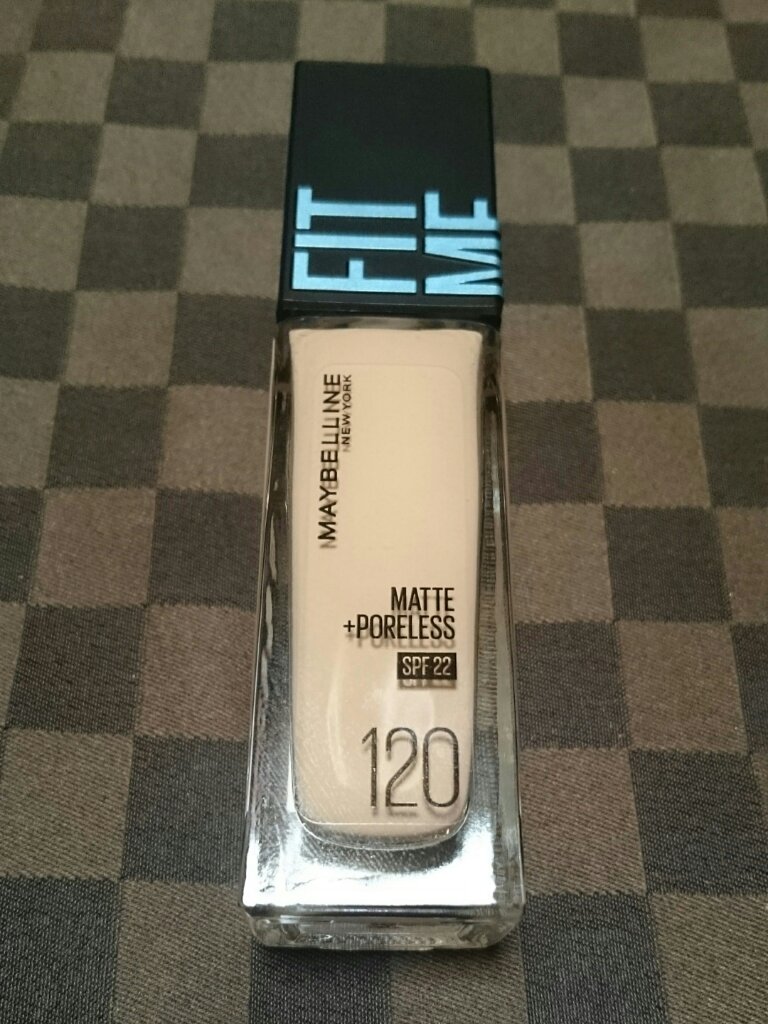 FIT
ME
MAYBELLINE
NEW YORK
MATTE
+PORELESS
SPF 22
120